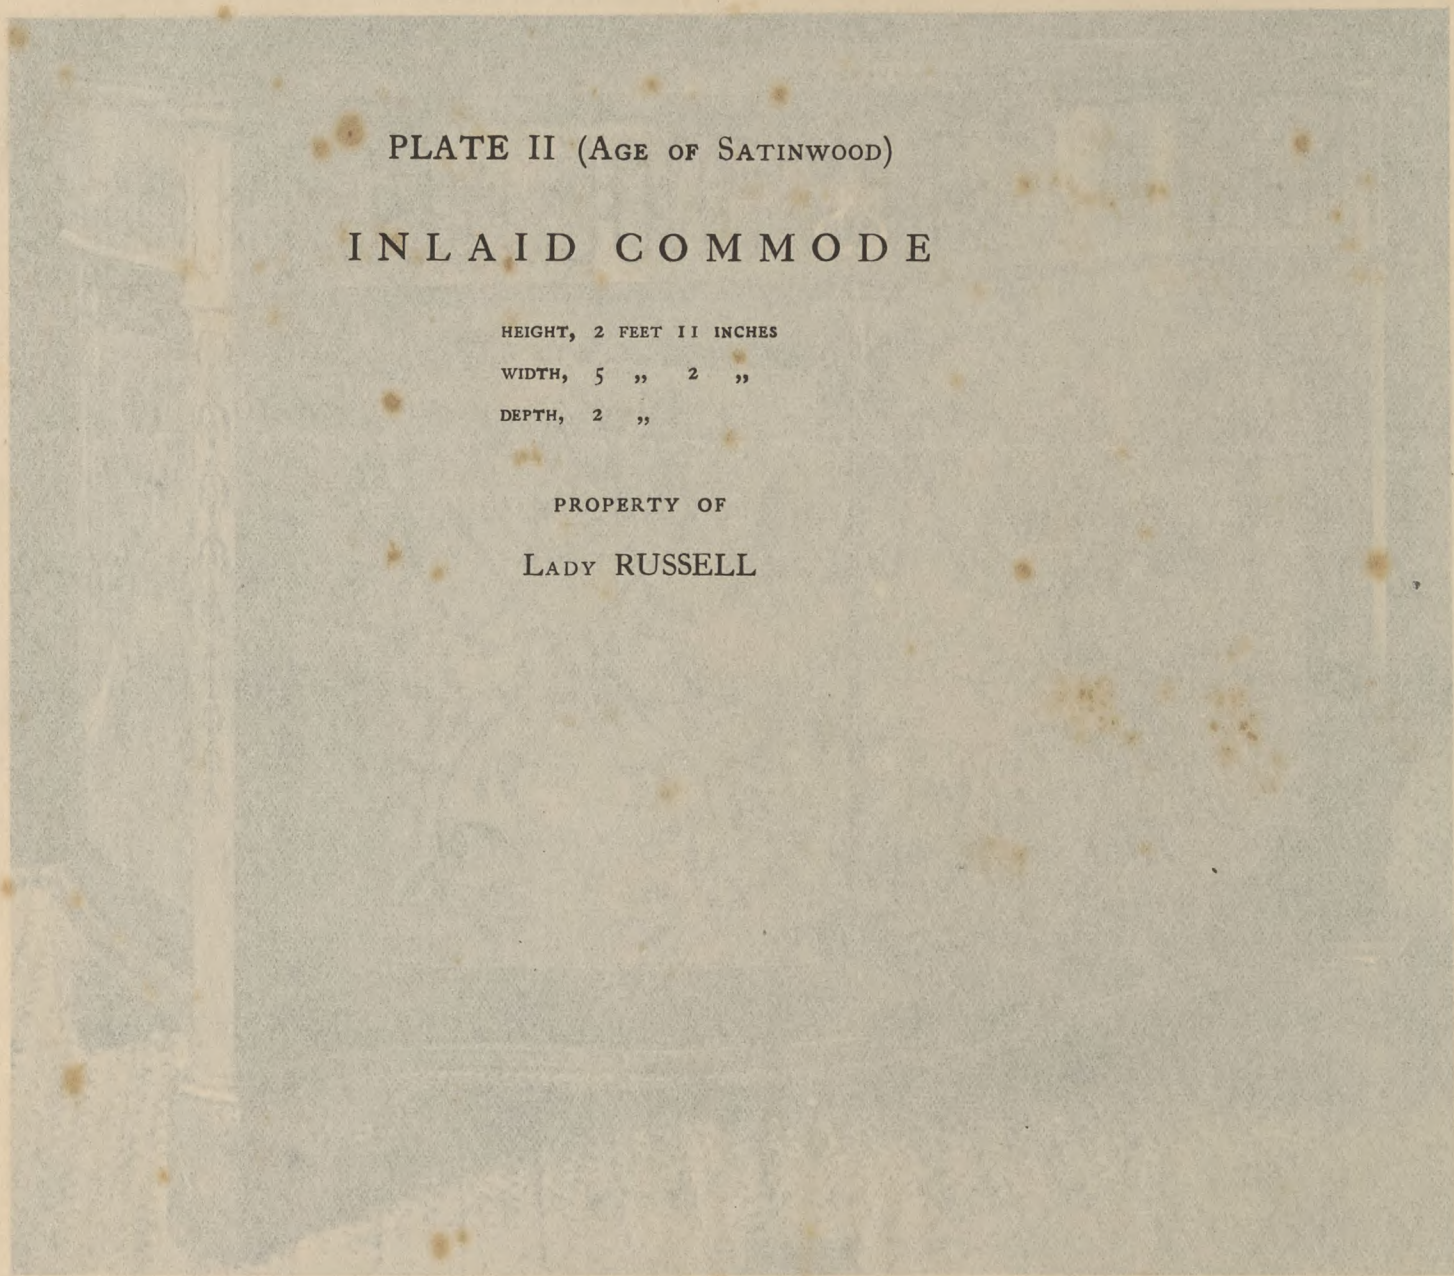 PLATE II (Age of Satinwood)
INLAID COMMODE
HEIGHT, 2 FEET 11 INCHES
WIDTH, 5 ,, 2 ,,
DEPTH, 2 ,,
PROPERTY OF
Lady RUSSELL